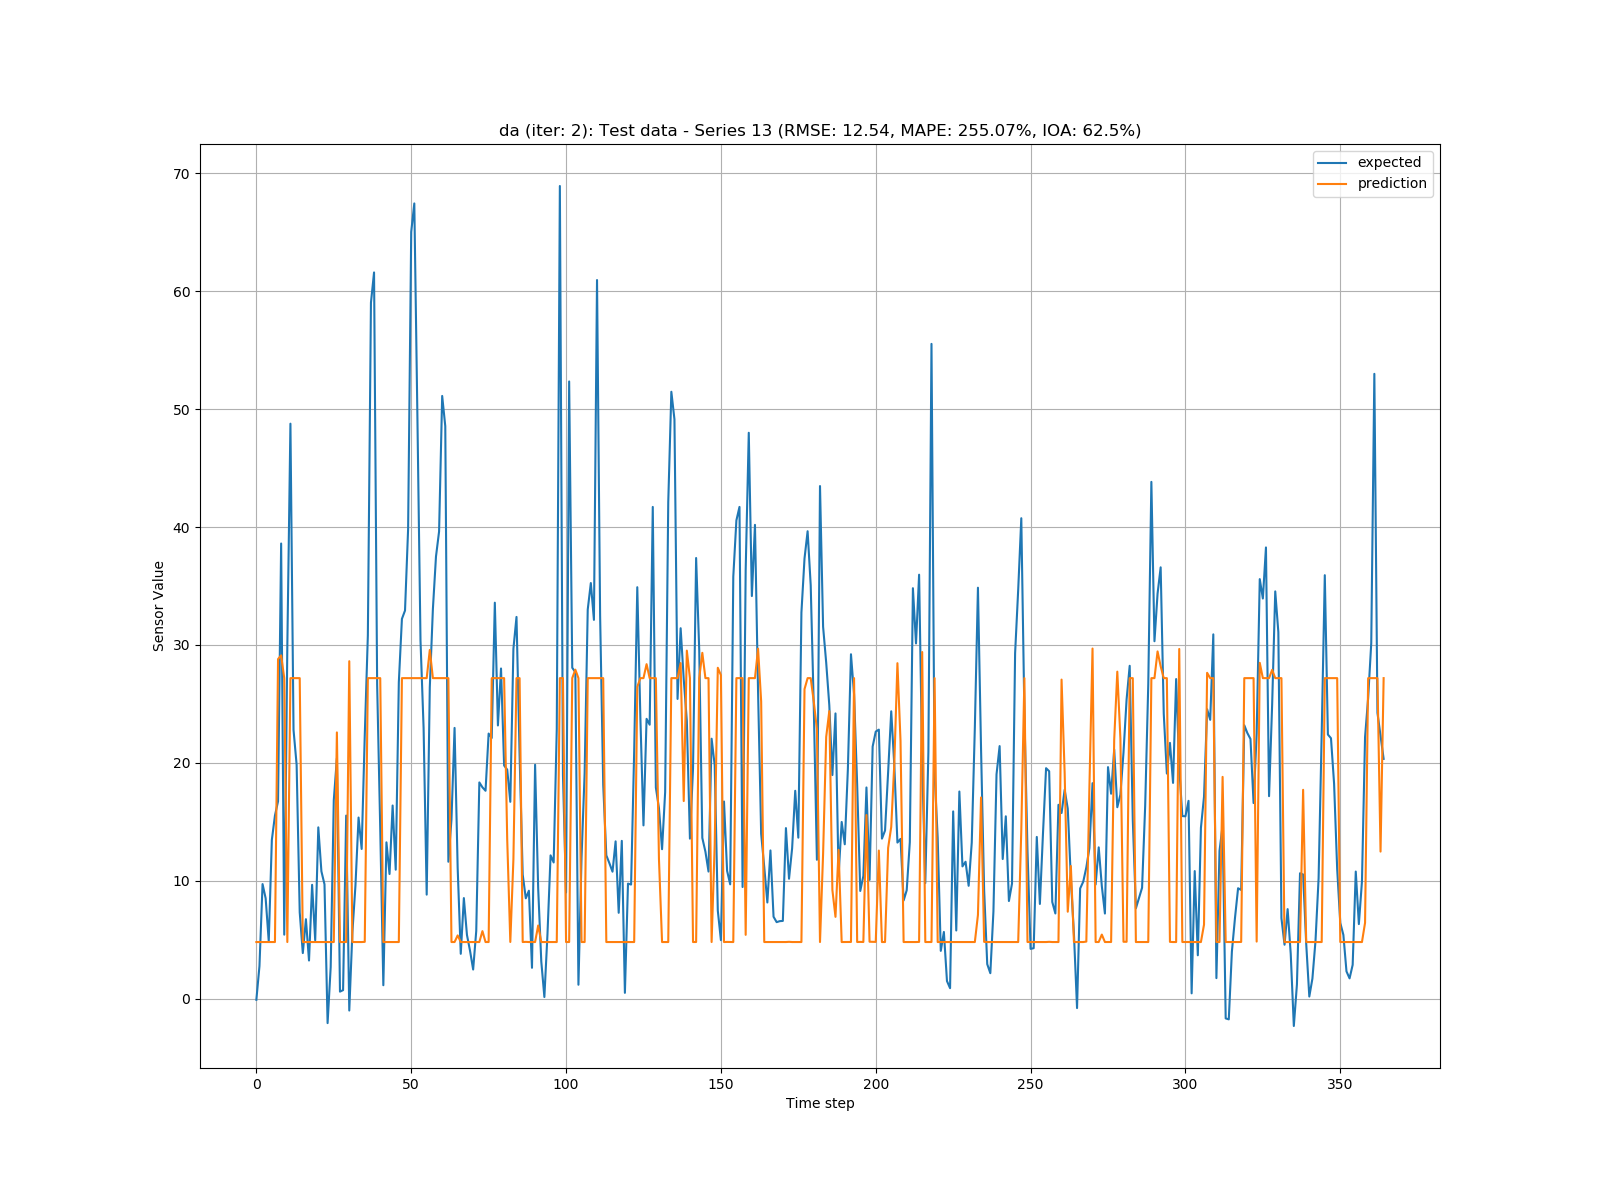 da (iter: 2): Test data - Series 13 (RMSE: 12.54, MAPE: 255.07%, IOA: 62.5%)
expected
prediction
70
60
50
40
30
20
10
0
Sensor Value
0 50 100 150 200 250 300 350
Time step